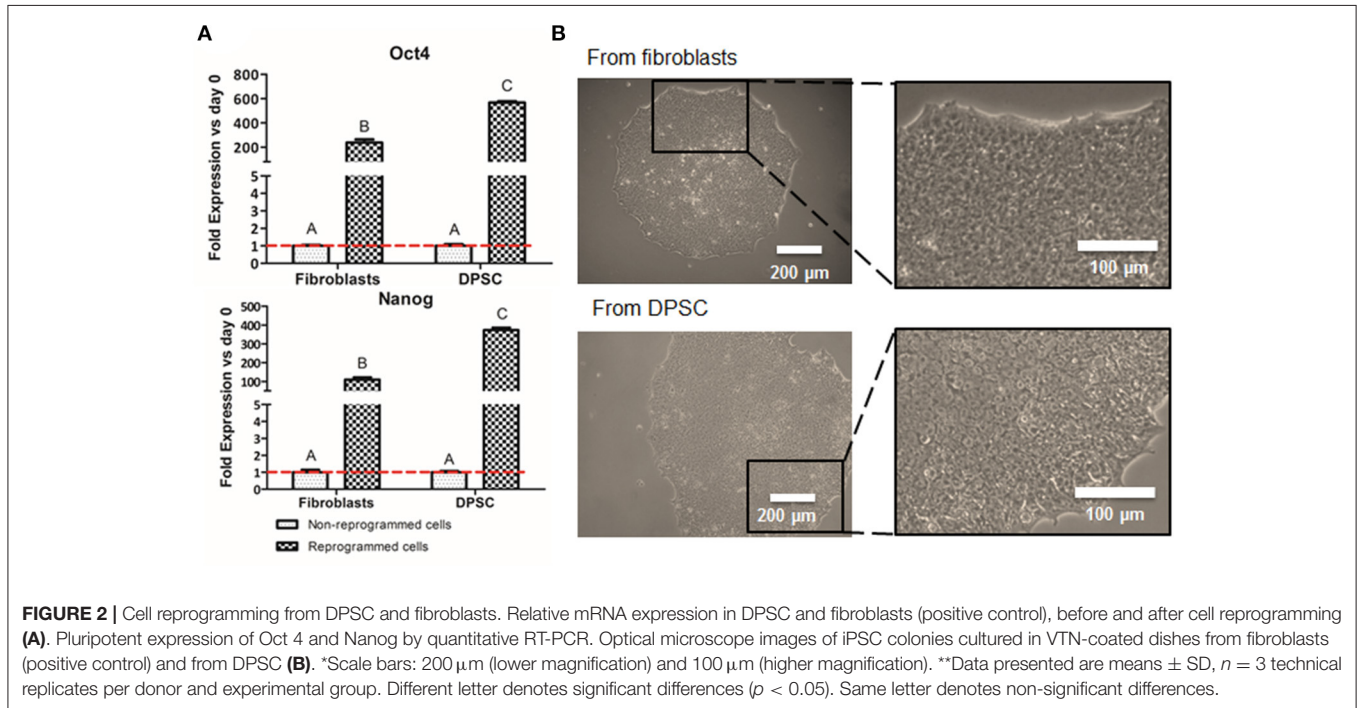 A
B
Oct4
From fibroblasts
Fold Expression vs day 0
800
600
400
200
5
4
3
2
1
0
A
B
A
C
Fibroblasts
DPSC
200 µm
100 µm
Nanog
From DPSC
Fold Expression vs day 0
500
400
300
200
100
5
4
3
2
1
0
A
B
A
C
Fibroblasts
DPSC
200 µm
100 µm
Non-reprogrammed cells
Reprogrammed cells
FIGURE 2 | Cell reprogramming from DPSC and fibroblasts. Relative mRNA expression in DPSC and fibroblasts (positive control), before and after cell reprogramming
(A). Pluripotent expression of Oct 4 and Nanog by quantitative RT-PCR. Optical microscope images of iPSC colonies cultured in VTN-coated dishes from fibroblasts
(positive control) and from DPSC (B). *Scale bars: 200 µm (lower magnification) and 100 µm (higher magnification). **Data presented are means ± SD, n = 3 technical
replicates per donor and experimental group. Different letter denotes significant differences (p < 0.05). Same letter denotes non-significant differences.